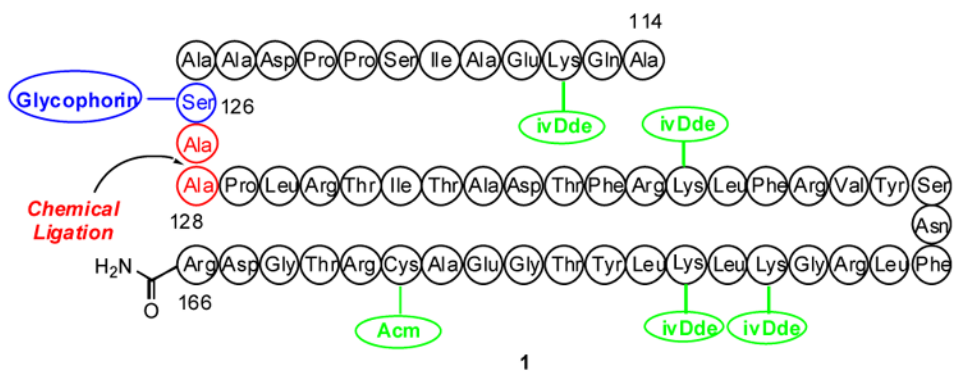 114
Ala Ala Asp Pro Pro Ser Ile Ala Glu Lys Gln Ala
Glycophorin Ser 126
ivDde ivDde
Ala
Ala Pro Leu Arg Thr Ile Thr Ala Asp Thr Phe Arg Lys Leu Phe Arg Val Tyr Ser
128
Chemical
Ligation
Asn
H2N Arg Asp Gly Thr Arg Cys Ala Glu Gly Thr Tyr Leu Lys Leu Lys Gly Arg Leu Phe
O 166
Acm ivDde ivDde
1